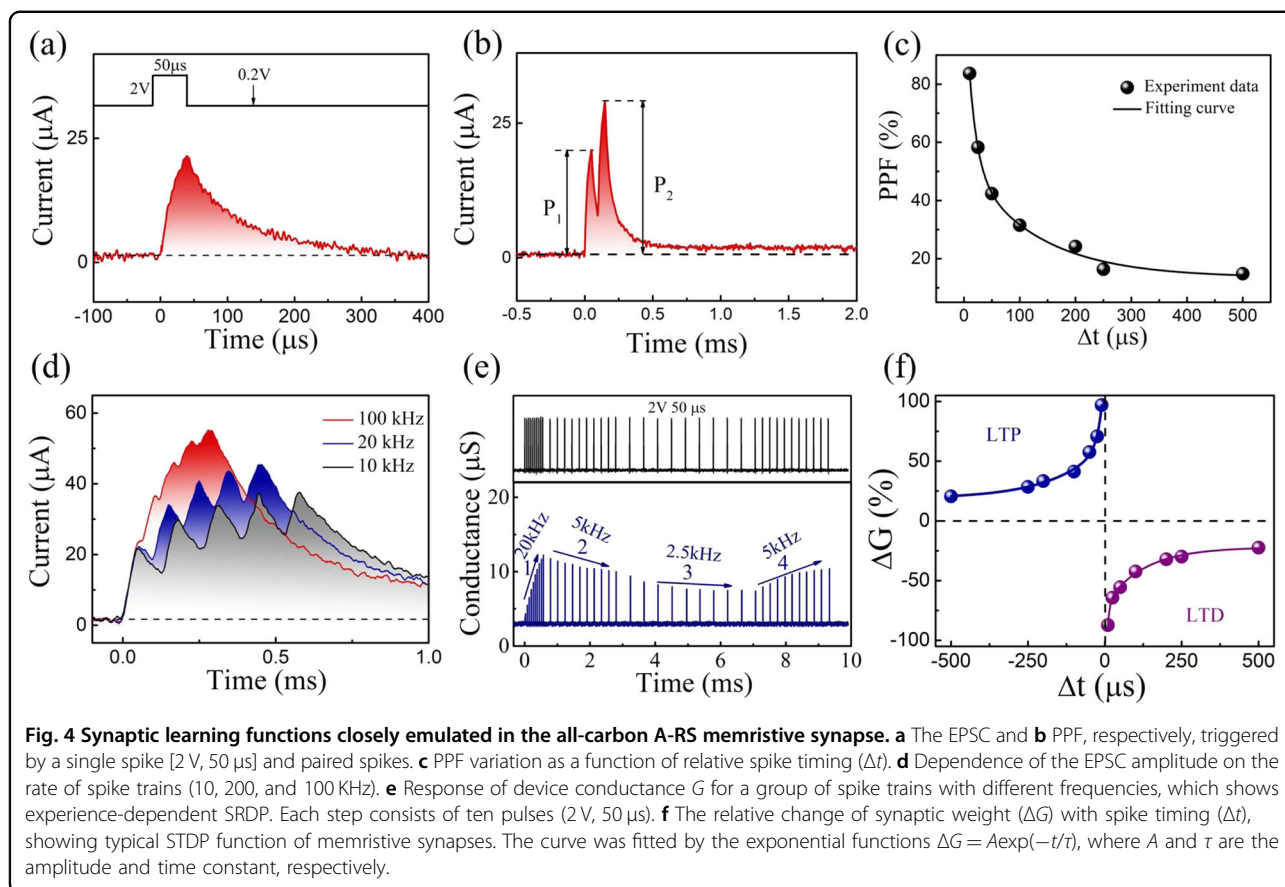 (a)
50μs
2V
0.2V
25
0
Current (μA)
-100 0 100 200 300 400
Time (μs)
(b)
25
0
Current (μA)
P1
P2
-0.5 0.0 0.5 1.0 1.5 2.0
Time (ms)
(c)
80
60
40
20
PPF (%)
Experiment data
Fitting curve
0 100 200 300 400 500
Δt (μs)
(d)
60
40
20
0
Current (μA)
100 kHz
20 kHz
10 kHz
0.0 0.5 1.0
Time (ms)
(e)
2V 50 μs
20
10
0
Conductance (μS)
20kHz
1
5kHz
2
2.5kHz
3
5kHz
4
0 2 4 6 8 10
Time (ms)
(f)
100
50
0
-50
-100
ΔG (%)
LTP
LTD
-500 -250 0 250 500
Δt (μs)
Fig. 4 Synaptic learning functions closely emulated in the all-carbon A-RS memristive synapse. a The EPSC and b PPF, respectively, triggered
by a single spike [2 V, 50 μs] and paired spikes. c PPF variation as a function of relative spike timing (Δt). d Dependence of the EPSC amplitude on the
rate of spike trains (10, 200, and 100 KHz). e Response of device conductance G for a group of spike trains with different frequencies, which shows
experience-dependent SRDP. Each step consists of ten pulses (2 V, 50 μs). f The relative change of synaptic weight (ΔG) with spike timing (Δt),
showing typical STDP function of memristive synapses. The curve was fitted by the exponential functions ΔG = Aexp(−t/τ), where A and τ are the
amplitude and time constant, respectively.